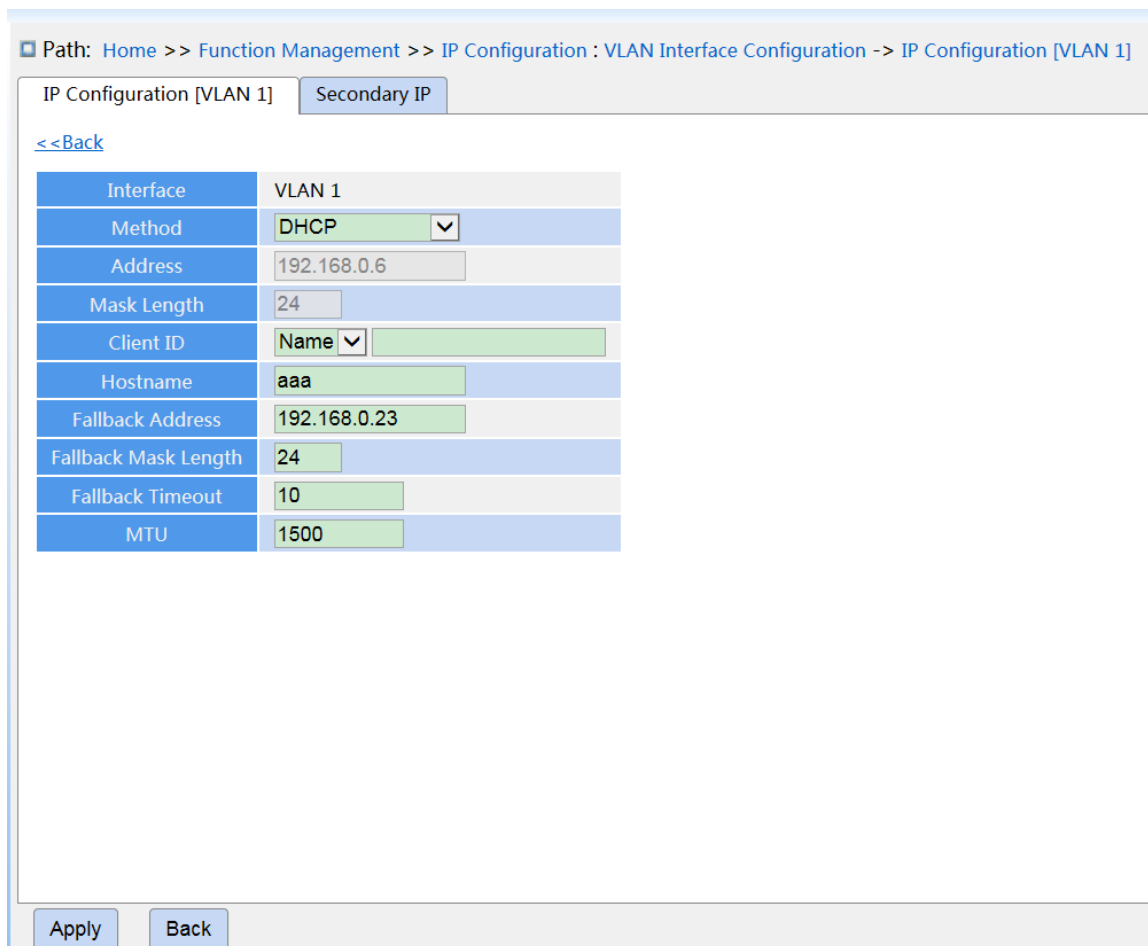 Path: Home >> Function Management >> IP Configuration : VLAN Interface Configuration -> IP Configuration [VLAN 1]
IP Configuration [VLAN 1] Secondary IP
<<Back
Interface VLAN 1
Method DHCP
Address 192.168.0.6
Mask Length 24
Client ID Name
Hostname aaa
Fallback Address 192.168.0.23
Fallback Mask Length 24
Fallback Timeout 10
MTU 1500
Apply Back